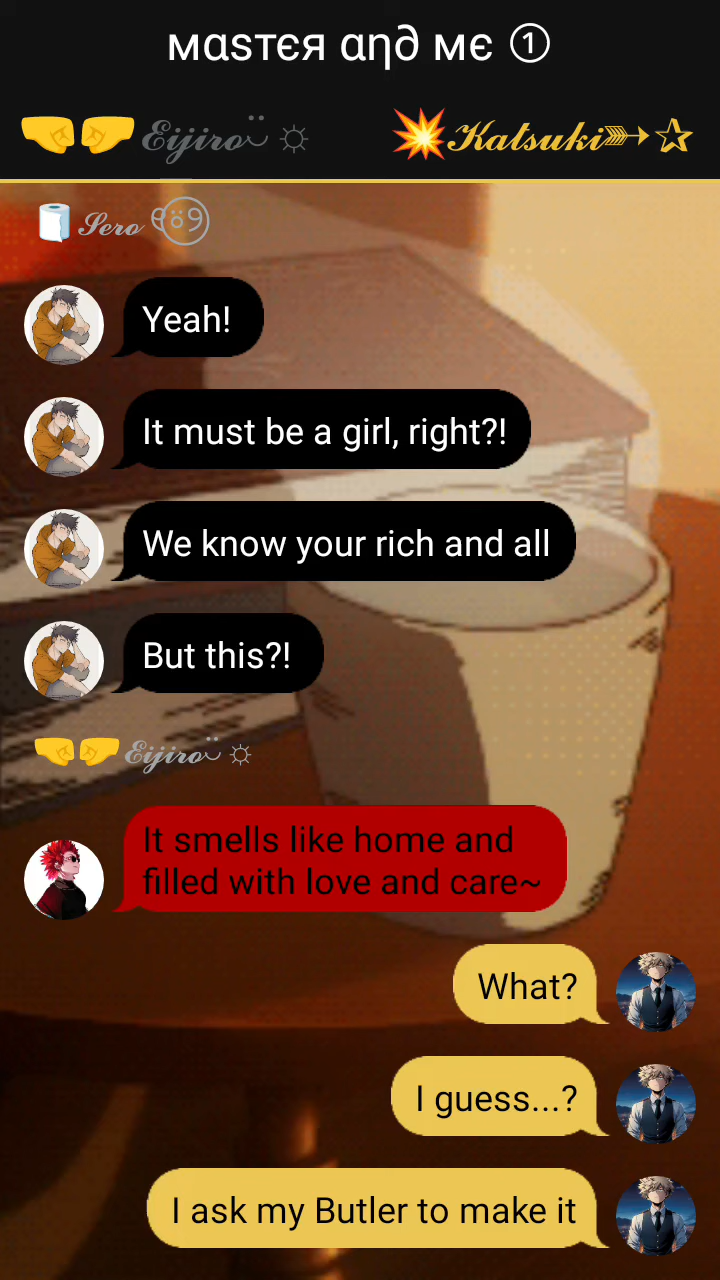 мαѕтєя αη∂ мє ①
🤛🤜𝓔𝓲𝓳𝓲𝓻𝓸ಲ಼⍨ ☼
💥𝓚𝓪𝓽𝓼𝓾𝓴𝓲➳✰
🧻 𝓢𝓮𝓻𝓸
Yeah!
It must be a girl, right?!
We know your rich and all
But this?!
🤛🤜𝓔𝓲𝓳𝓲𝓻𝓸 ☼
It smells like home and
filled with love and care~
What?
I guess...?
I ask my Butler to make it